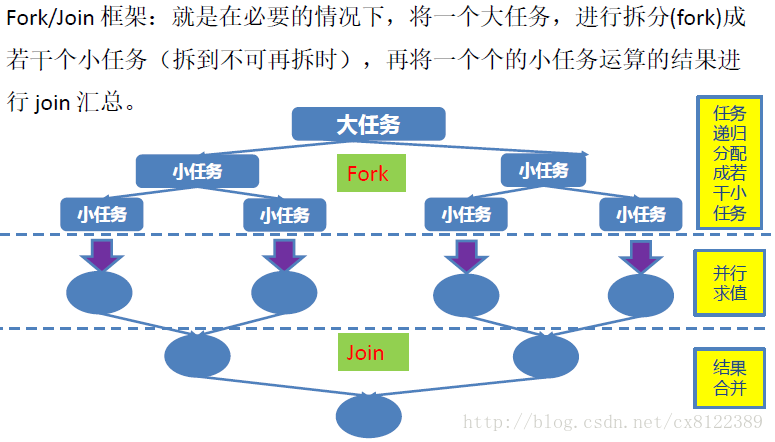 Fork/Join 框架：就是在必要的情况下，将一个大任务，进行拆分(fork)成
若干个小任务（拆到不可再拆时），再将一个个的小任务运算的结果进
行 join 汇总。
大任务
小任务
Fork
小任务
小任务
小任务
小任务
小任务
任务
递归
分配
成若
干小
任务
并行
求值
Join
结果
合并
http://blog.csdn.net/cx8122389